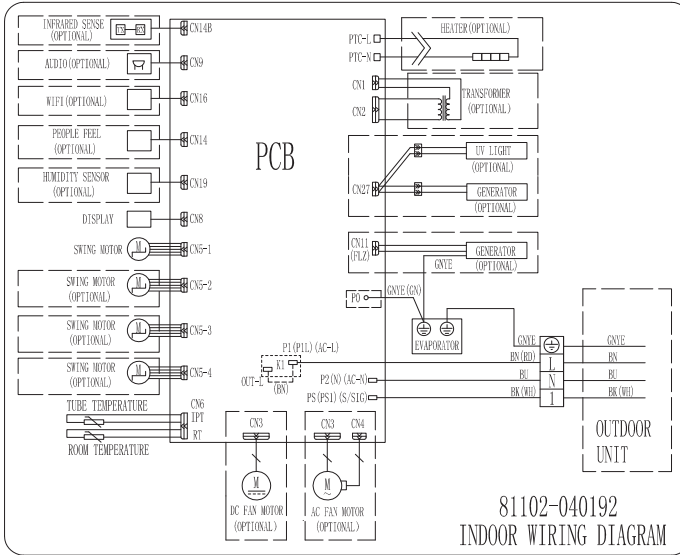 INFRARED SENSE
(OPTIONAL)
TX
RX
CN14B
AUDIO(OPTIONAL)
CN9
WIFI(OPTIONAL)
CN16
PEOPLE FEEL
(OPTIONAL)
CN14
HUMIDITY SENSOR
(OPTIONAL)
CN19
DISPLAY
CN8
SWING MOTOR
M
CN5-1
SWING MOTOR
(OPTIONAL)
M
CN5-2
SWING MOTOR
(OPTIONAL)
M
CN5-3
SWING MOTOR
(OPTIONAL)
M
CN5-4
TUBE TEMPERATURE
CN6
IPT
RT
ROOM TEMPERATURE
PCB
HEATER(OPTIONAL)
PTC-L
PTC-N
CN1
CN2
TRANSFORMER
(OPTIONAL)
UV LIGHT
(OPTIONAL)
CN27
GENERATOR
(OPTIONAL)
CN11
(FLZ)
GENERATOR
(OPTIONAL)
GNYE
P0
GNYE(GN)
EVAPORATOR
P1(P1L)(AC-L)
K1
OUT-L
(BN)
P2(N)(AC-N)
PS(PS1)(S/SIG)
GNYE
BN(RD)
BU
BK(WH)
L
N
1
GNYE
BN
BU
BK(WH)
OUTDOOR
UNIT
CN3
M
DC FAN MOTOR
(OPTIONAL)
CN3
CN4
M
AC FAN MOTOR
(OPTIONAL)
81102-040192
INDOOR WIRING DIAGRAM